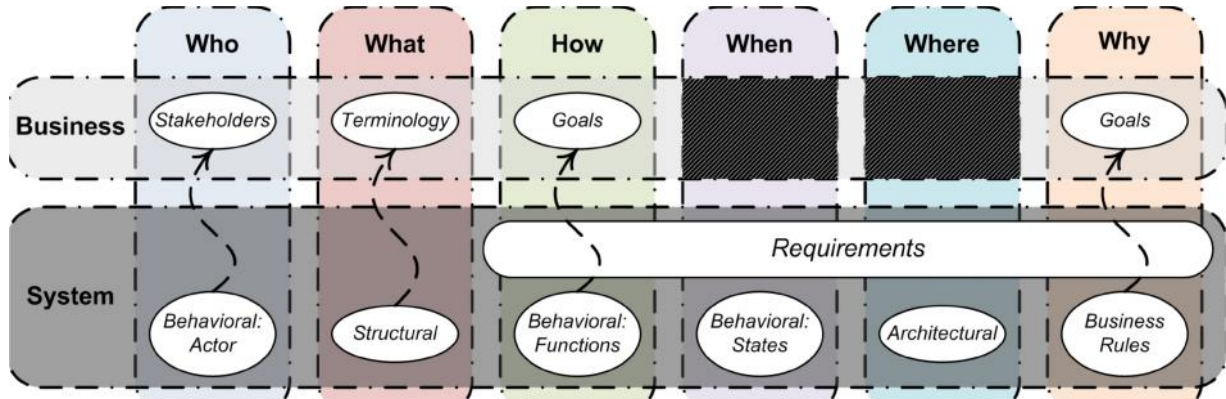 Who What How When Where Why
Business Stakeholders Terminology Goals Goals
Requirements
System
Behavioral: Actor
Structural
Behavioral: Functions
Behavioral: States
Architectural
Business Rules